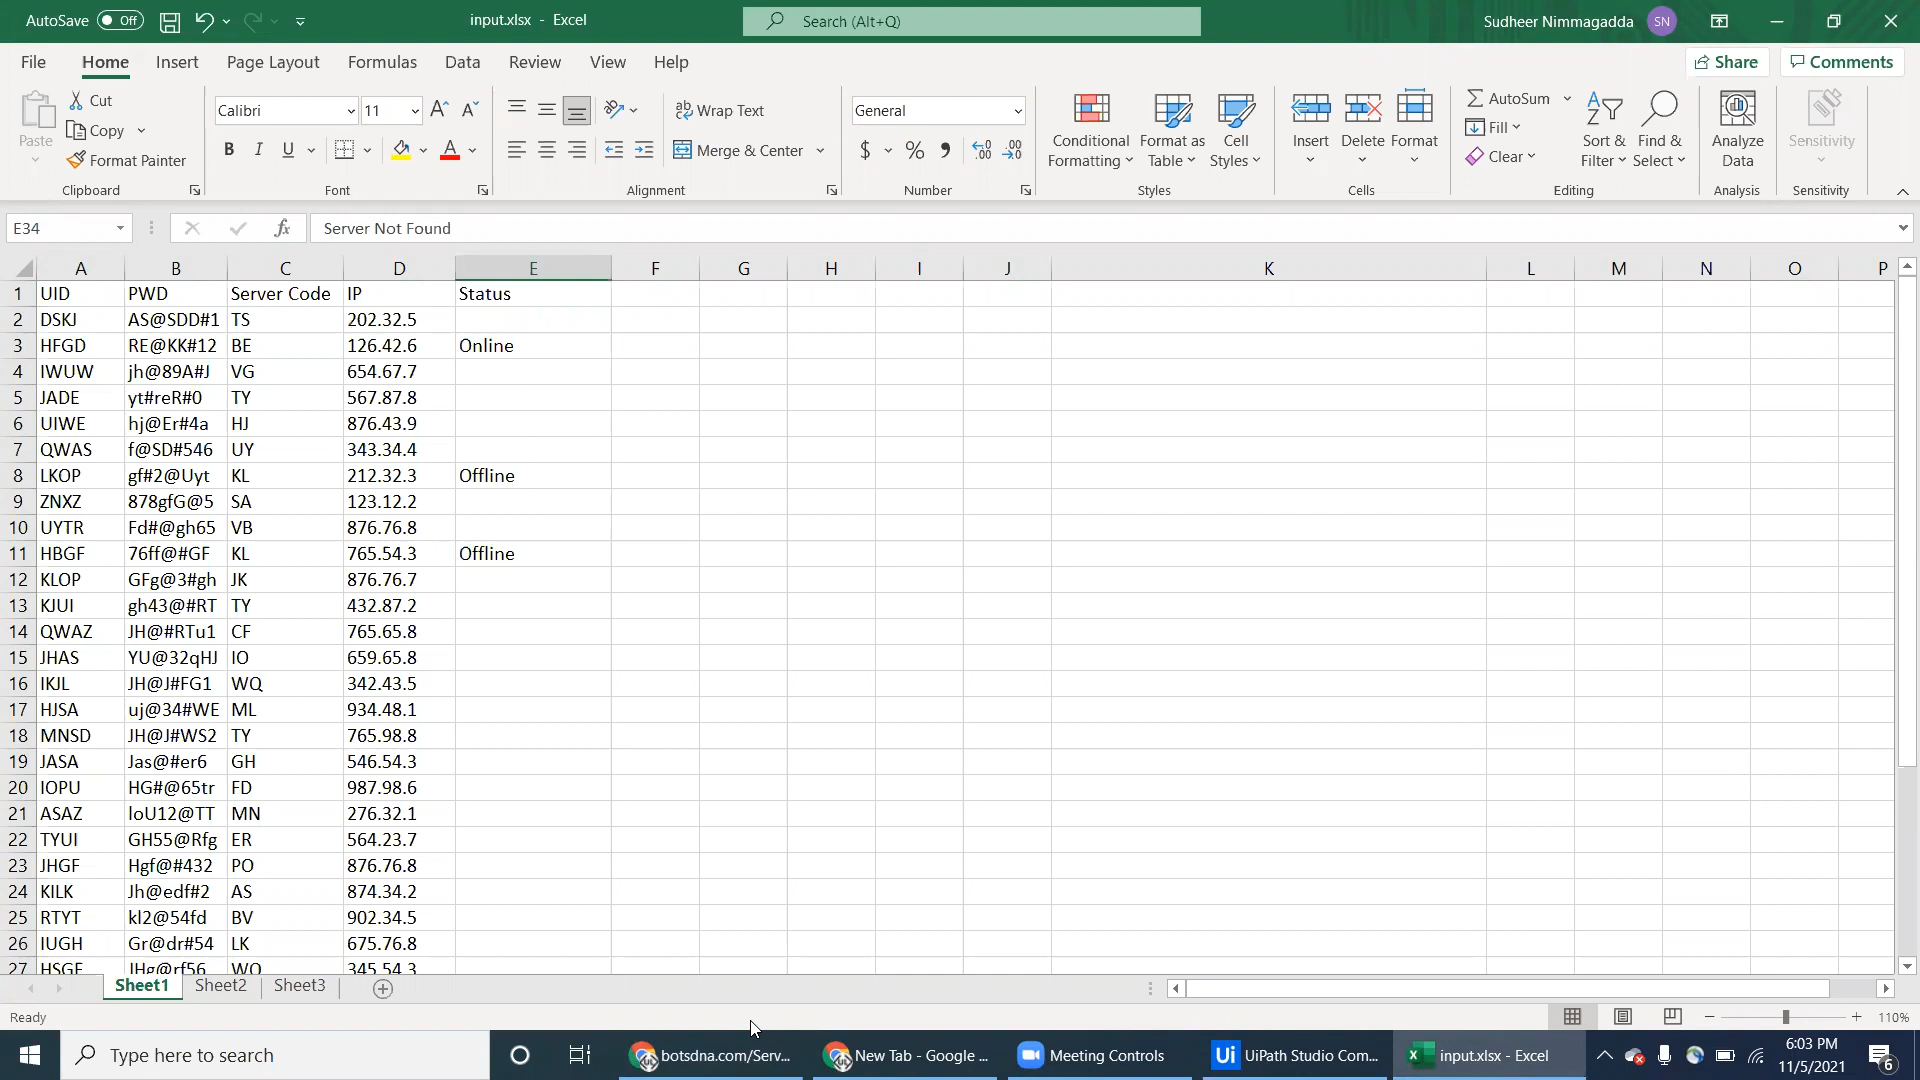 AutoSave Off input.xlsx - Excel Search (Alt+Q) Sudheer Nimmagadda SN
File Home Insert Page Layout Formulas Data Review View Help Share Comments
Paste
Cut
Copy
Format Painter
Calibri 11
B I U
Wrap Text
Merge & Center
General
$ % 9
Conditional Formatting
Format as Table
Cell Styles
Insert
Delete
Format
AutoSum
Fill
Clear
Sort & Filter
Find & Select
Analyze Data
Sensitivity
Clipboard Font Alignment Number Styles Cells Editing Analysis Sensitivity
E34 fx Server Not Found
A B C D E F G H I J K L M N O P
1 UID PWD Server Code IP Status
2 DSKJ AS@SDD#1 TS 202.32.5
3 HFGD RE@KK#12 BE 126.42.6 Online
4 IWUW jh@89A#J VG 654.67.7
5 JADE yt#reR#0 TY 567.87.8
6 UIWE hj@Er#4a HJ 876.43.9
7 QWAS f@SD#546 UY 343.34.4
8 LKOP gf#2@Uyt KL 212.32.3 Offline
9 ZNXZ 878gfG@5 SA 123.12.2
10 UYTR Fd#@gh65 VB 876.76.8
11 HBGF 76ff@#GF KL 765.54.3 Offline
12 KLOP GFg@3#gh JK 876.76.7
13 KJUI gh43@#RT TY 432.87.2
14 QWAZ JH@#RTu1 CF 765.65.8
15 JHAS YU@32qHJ IO 659.65.8
16 IKJL JH@J#FG1 WQ 342.43.5
17 HJSA uj@34#WE ML 934.48.1
18 MNSD JH@J#WS2 TY 765.98.8
19 JASA Jas@#er6 GH 546.54.3
20 IOPU HG#@65tr FD 987.98.6
21 ASAZ loU12@TT MN 276.32.1
22 TYUI GH55@Rfg ER 564.23.7
23 JHGF Hgf@#432 PO 876.76.8
24 KILK Jh@edf#2 AS 874.34.2
25 RTYT kl2@54fd BV 902.34.5
26 IUGH Gr@dr#54 LK 675.76.8
27 HSGF JHg@rf56 WQ 345.54.3
Sheet1 Sheet2 Sheet3
Ready 110%
Type here to search botsdna.com/Serv... New Tab - Google ... Meeting Controls UiPath Studio Com... input.xlsx - Excel 6:03 PM
11/5/2021 6